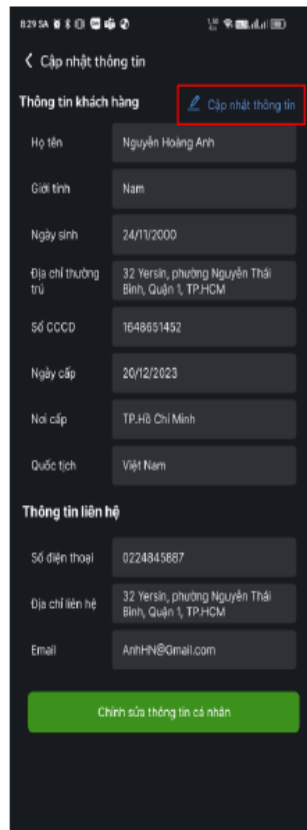 8:29 SA
Cập nhật thông tin
Thông tin khách hàng
Cập nhật thông tin
Họ tên
Nguyễn Hoàng Anh
Giới tính
Nam
Ngày sinh
24/11/2000
Địa chỉ thường
trú
32 Yersin, phường Nguyễn Thái
Bình, Quận 1, TP.HCM
Số CCCD
1648651452
Ngày cấp
20/12/2023
Nơi cấp
TP.Hồ Chí Minh
Quốc tịch
Việt Nam
Thông tin liên hệ
Số điện thoại
0224845887
Địa chỉ liên hệ
32 Yersin, phường Nguyễn Thái
Bình, Quận 1, TP.HCM
Email
AnhHN@Gmail.com
Chỉnh sửa thông tin cá nhân